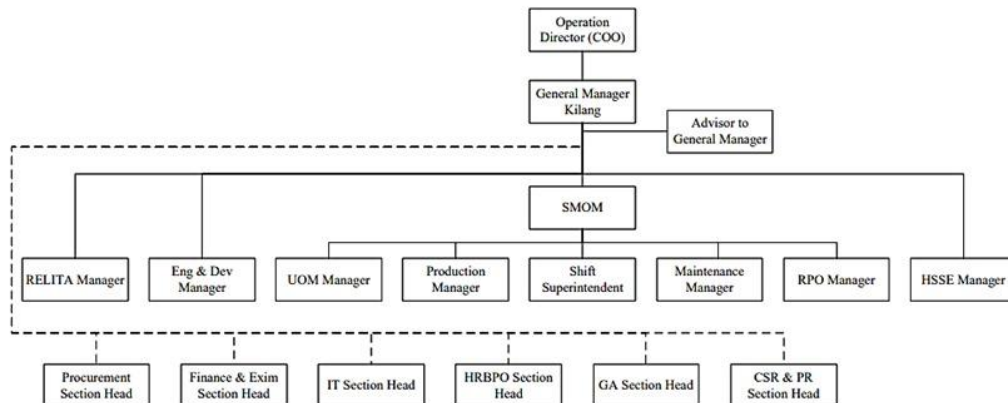 Operation
Director (COO)
General Manager
Kilang
Advisor to
General Manager
SMOM
RELITA Manager
Eng & Dev
Manager
UOM Manager
Production
Manager
Shift
Superintendent
Maintenance
Manager
RPO Manager
HSSE Manager
Procurement
Section Head
Finance & Exim
Section Head
IT Section Head
HRBPO Section
Head
GA Section Head
CSR & PR
Section Head